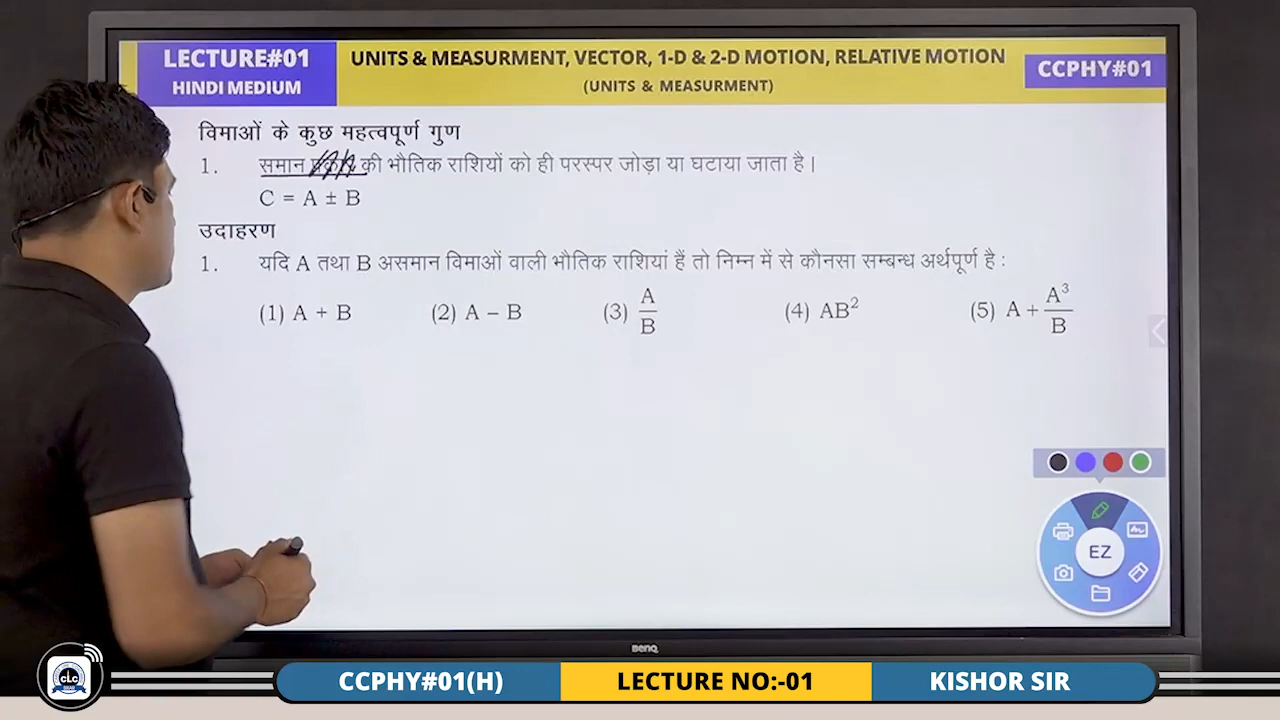 LECTURE#01
HINDI MEDIUM
UNITS & MEASURMENT, VECTOR, 1-D & 2-D MOTION, RELATIVE MOTION
(UNITS & MEASURMENT)
CCPHY#01
विमाओं के कुछ महत्वपूर्ण गुण
1. समान की भौतिक राशियों को ही परस्पर जोड़ा या घटाया जाता है।
C = A ± B
उदाहरण
1. यदि A तथा B असमान विमाओं वाली भौतिक राशियां हैं तो निम्न में से कौनसा सम्बन्ध अर्थपूर्ण है :
(1) A + B (2) A – B (3) A/B (4) AB² (5) A + A³/B
EZ
BenQ
CLC
CCPHY#01(H)
LECTURE NO:-01
KISHOR SIR